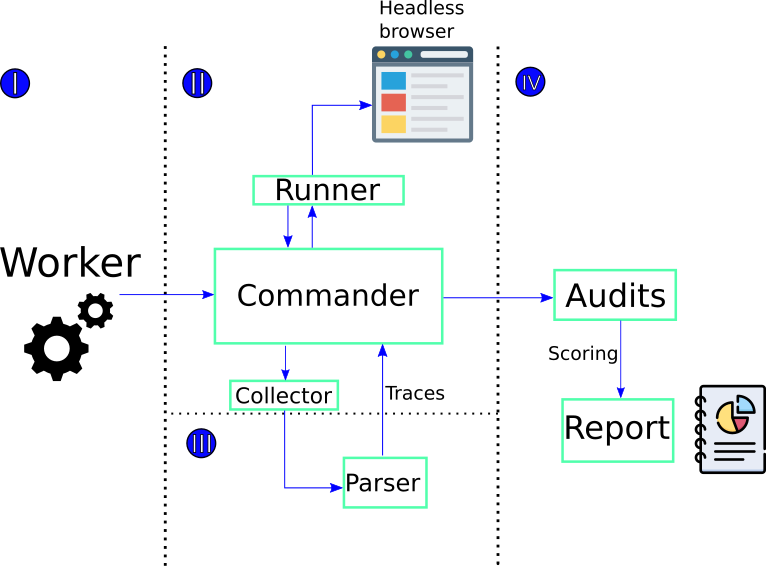 Headless
browser
I
II
IV
Runner
Worker
Commander
Audits
Scoring
Collector
Traces
Report
III
Parser